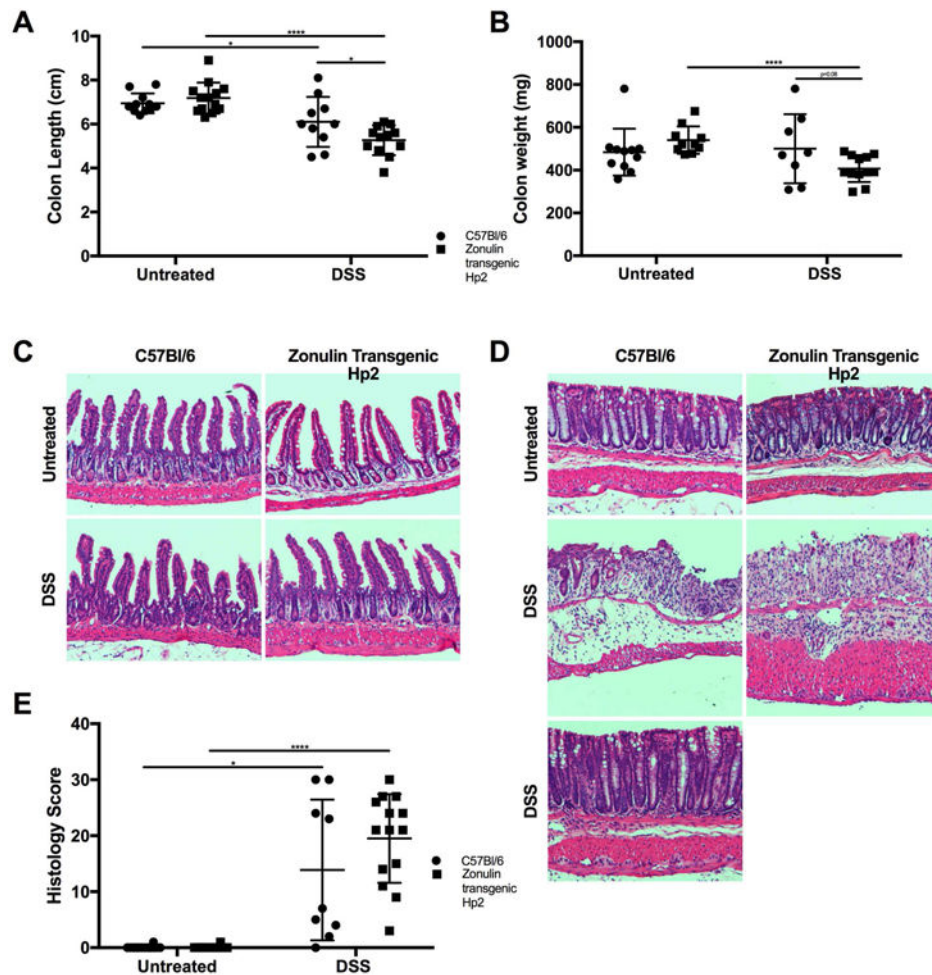 A
Colon Length (cm)
10
8
6
4
2
0
*
****
*
Untreated
DSS
C57Bl/6
Zonulin
transgenic
Hp2
B
Colon weight (mg)
1000
800
600
400
200
0
****
p=0.06
Untreated
DSS
C
C57Bl/6
Zonulin Transgenic
Hp2
Untreated
DSS
D
C57Bl/6
Zonulin Transgenic
Hp2
Untreated
DSS
DSS
E
Histology Score
40
30
20
10
0
*
****
Untreated
DSS
C57Bl/6
Zonulin
transgenic
Hp2